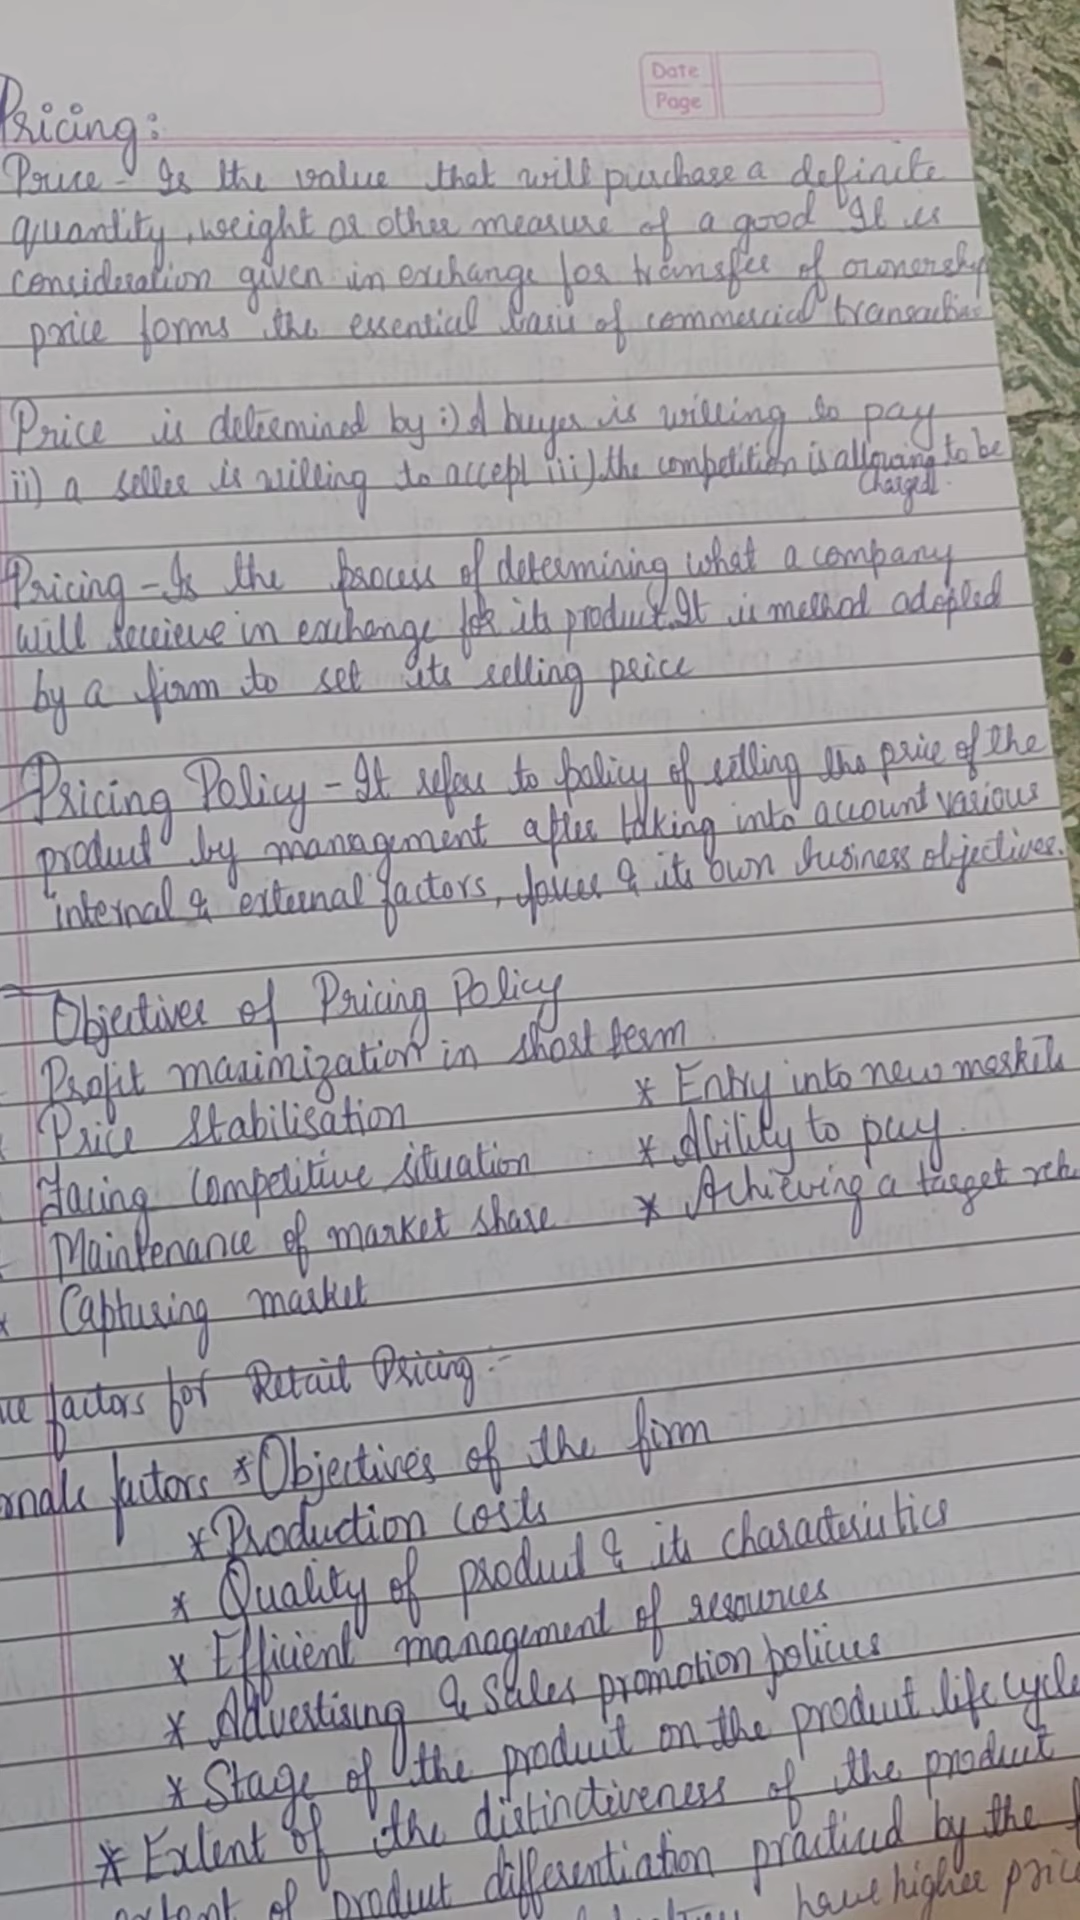 Date
Page
Pricing:
Price - Is the value that will purchase a definite
quantity, weight or other measure of a good It is
consideration given in exchange for transfer of ownership
price forms the essential basis of commercial transaction
Price is determined by i) A buyer is willing to pay
ii) a seller is willing to accept iii) the competition is allowing to be
charged.
Pricing - Is the process of determining what a company
will receieve in exchange for its product. It is method adopted
by a firm to set its selling price
Pricing Policy - It refers to policy of setting the price of the
product by management after taking into account various
internal & external factors, forces & its own business objectives.
Objectives of Pricing Policy
Profit maximization in short term
Price Stabilisation * Entry into new markets
Facing competitive situation * Ability to pay.
Maintenance of market share * Achieving a target
* Capturing market
factors for Retail Pricing :-
factors * Objectives of the firm
* Production costs
* Quality of product & its characteristics
* Efficient management of resources
* Advertising & sales promotion policies
* Stage of the product on the product life cycle
* Extent of the distinctiveness of the product
extent of product differentiation practiced by the
have higher